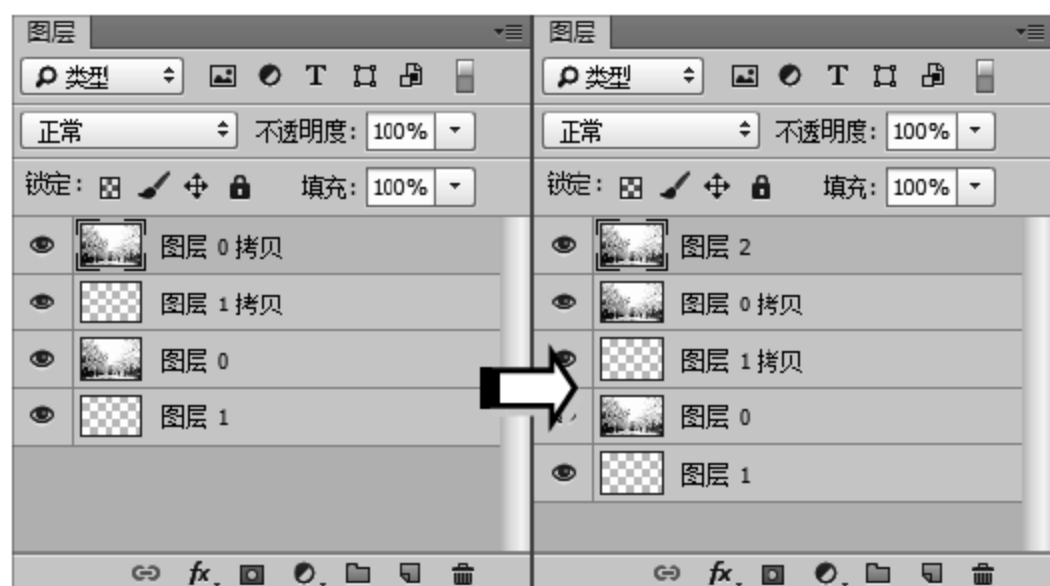 图层
类型 T
正常 不透明度: 100%
锁定: 填充: 100%
图层 0 拷贝
图层 1 拷贝
图层 0
图层 1
fx
图层
类型 T
正常 不透明度: 100%
锁定: 填充: 100%
图层 2
图层 0 拷贝
图层 1 拷贝
图层 0
图层 1
fx